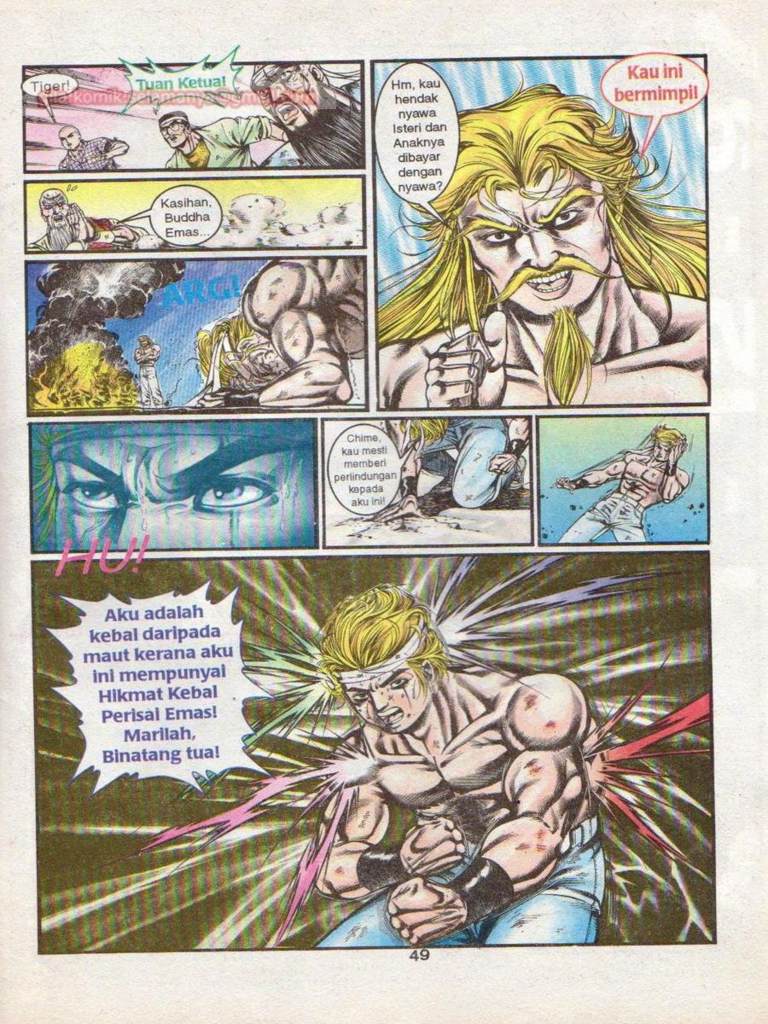 Tiger!
Tuan Ketua!
Hm, kau
hendak
nyawa
Isteri dan
Anaknya
dibayar
dengan
nyawa?
Kau ini
bermimpi!
Kasihan,
Buddha
Emas...
ARG!
Chime,
kau mesti
memberi
perlindungan
kepada
aku ini!
HU!
Aku adalah
kebal daripada
maut kerana aku
ini mempunyai
Hikmat Kebal
Perisai Emas!
Marilah,
Binatang tua!
49